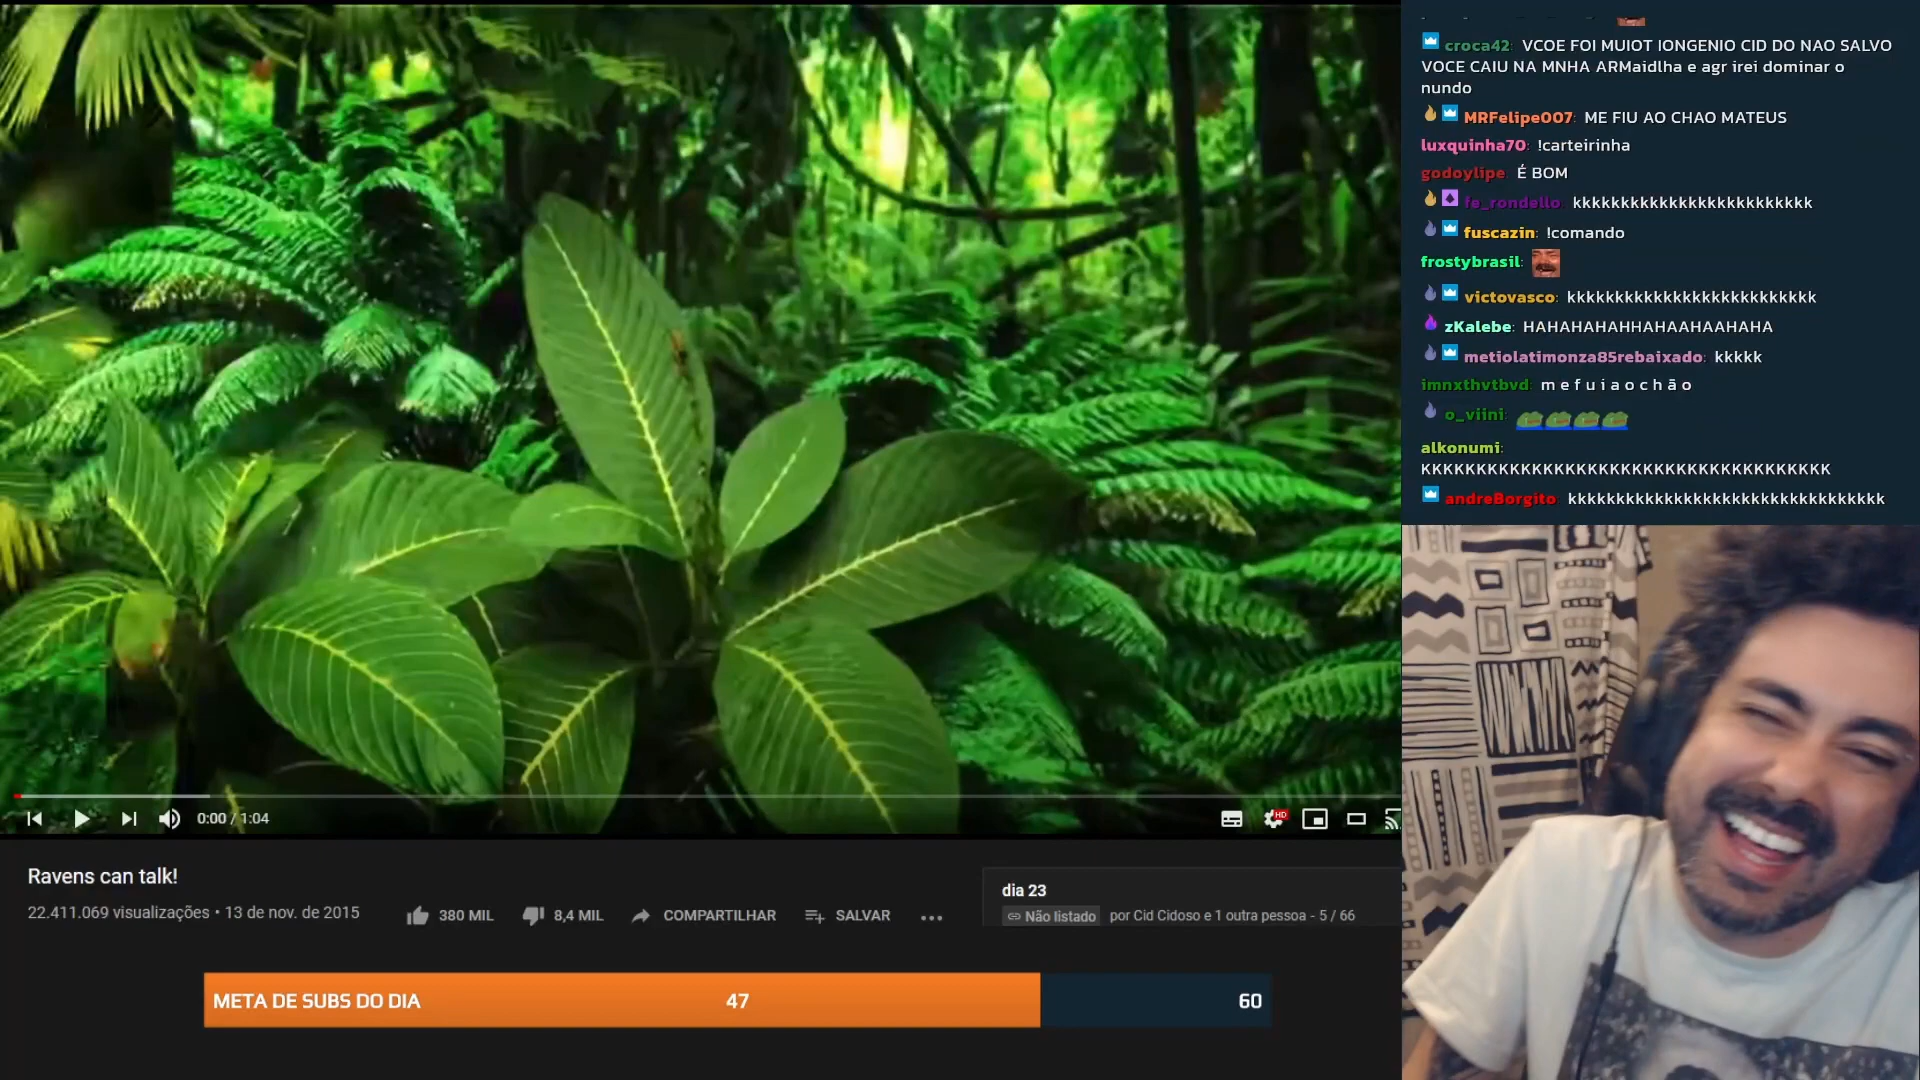 croca42: VCOE FOI MUIOT IONGENIO CID DO NAO SALVO
VOCE CAIU NA MNHA ARMaidlha e agr irei dominar o
nundo
MRFelipe007: ME FIU AO CHAO MATEUS
luxquinha70: !carteirinha
godoylipe: É BOM
fe_rondello: kkkkkkkkkkkkkkkkkkkkkkkkk
fuscazin: !comando
frostybrasil:
victovasco: kkkkkkkkkkkkkkkkkkkkkkkkkk
zKalebe: HAHAHAHAHHAHAAHAAHAHA
metiolatimonza85rebaixado: kkkkk
imnxthvtbvd: m e f u i a o c h ã o
o_viini:
alkonumi:
KKKKKKKKKKKKKKKKKKKKKKKKKKKKKKKKKKKKK
andreBorgito: kkkkkkkkkkkkkkkkkkkkkkkkkkkkkkkkk
0:00 / 1:04
HD
Ravens can talk!
22.411.069 visualizações • 13 de nov. de 2015
380 MIL
8,4 MIL
COMPARTILHAR
SALVAR
dia 23
Não listado por Cid Cidoso e 1 outra pessoa - 5 / 66
META DE SUBS DO DIA 47 60